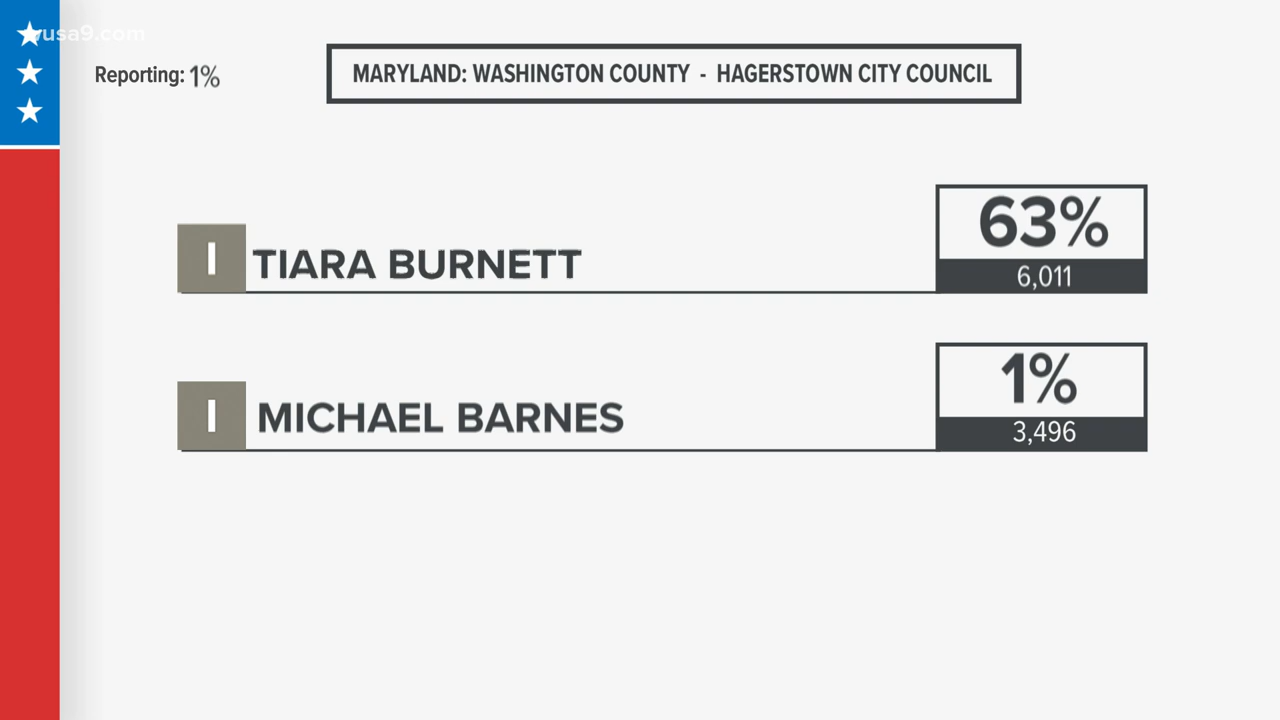 wusa9.com
Reporting: 1%
MARYLAND: WASHINGTON COUNTY - HAGERSTOWN CITY COUNCIL
63%
I TIARA BURNETT
6,011
1%
I MICHAEL BARNES
3,496